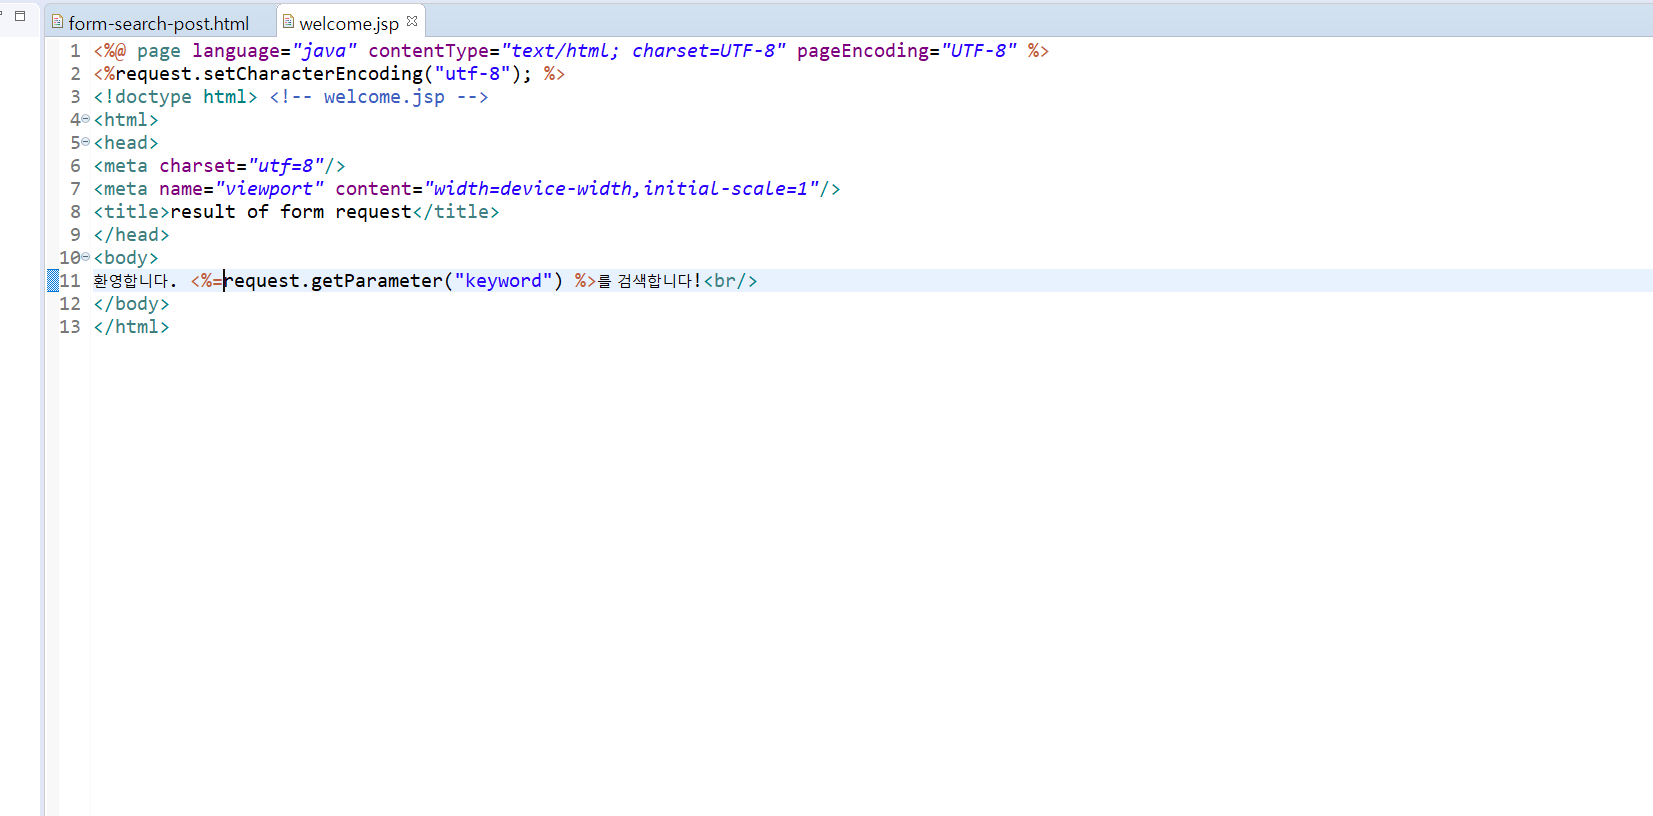 form-search-post.html welcome.jsp
1 <%@ page language="java" contentType="text/html; charset=UTF-8" pageEncoding="UTF-8" %>
2 <%request.setCharacterEncoding("utf-8"); %>
3 <!doctype html> <!-- welcome.jsp -->
4 <html>
5 <head>
6 <meta charset="utf=8"/>
7 <meta name="viewport" content="width=device-width,initial-scale=1"/>
8 <title>result of form request</title>
9 </head>
10 <body>
11 환영합니다. <%=request.getParameter("keyword") %>를 검색합니다!<br/>
12 </body>
13 </html>